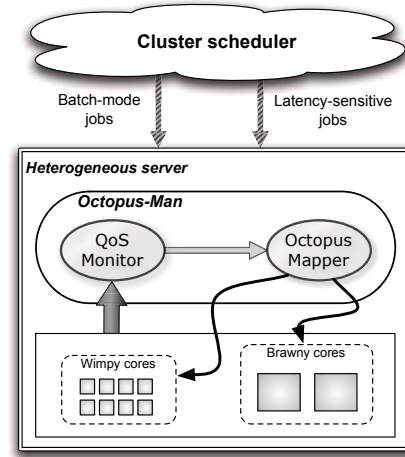 Cluster scheduler
Batch-mode
jobs
Latency-sensitive
jobs
Heterogeneous server
Octopus-Man
QoS
Monitor
Octopus
Mapper
Wimpy cores
Brawny cores